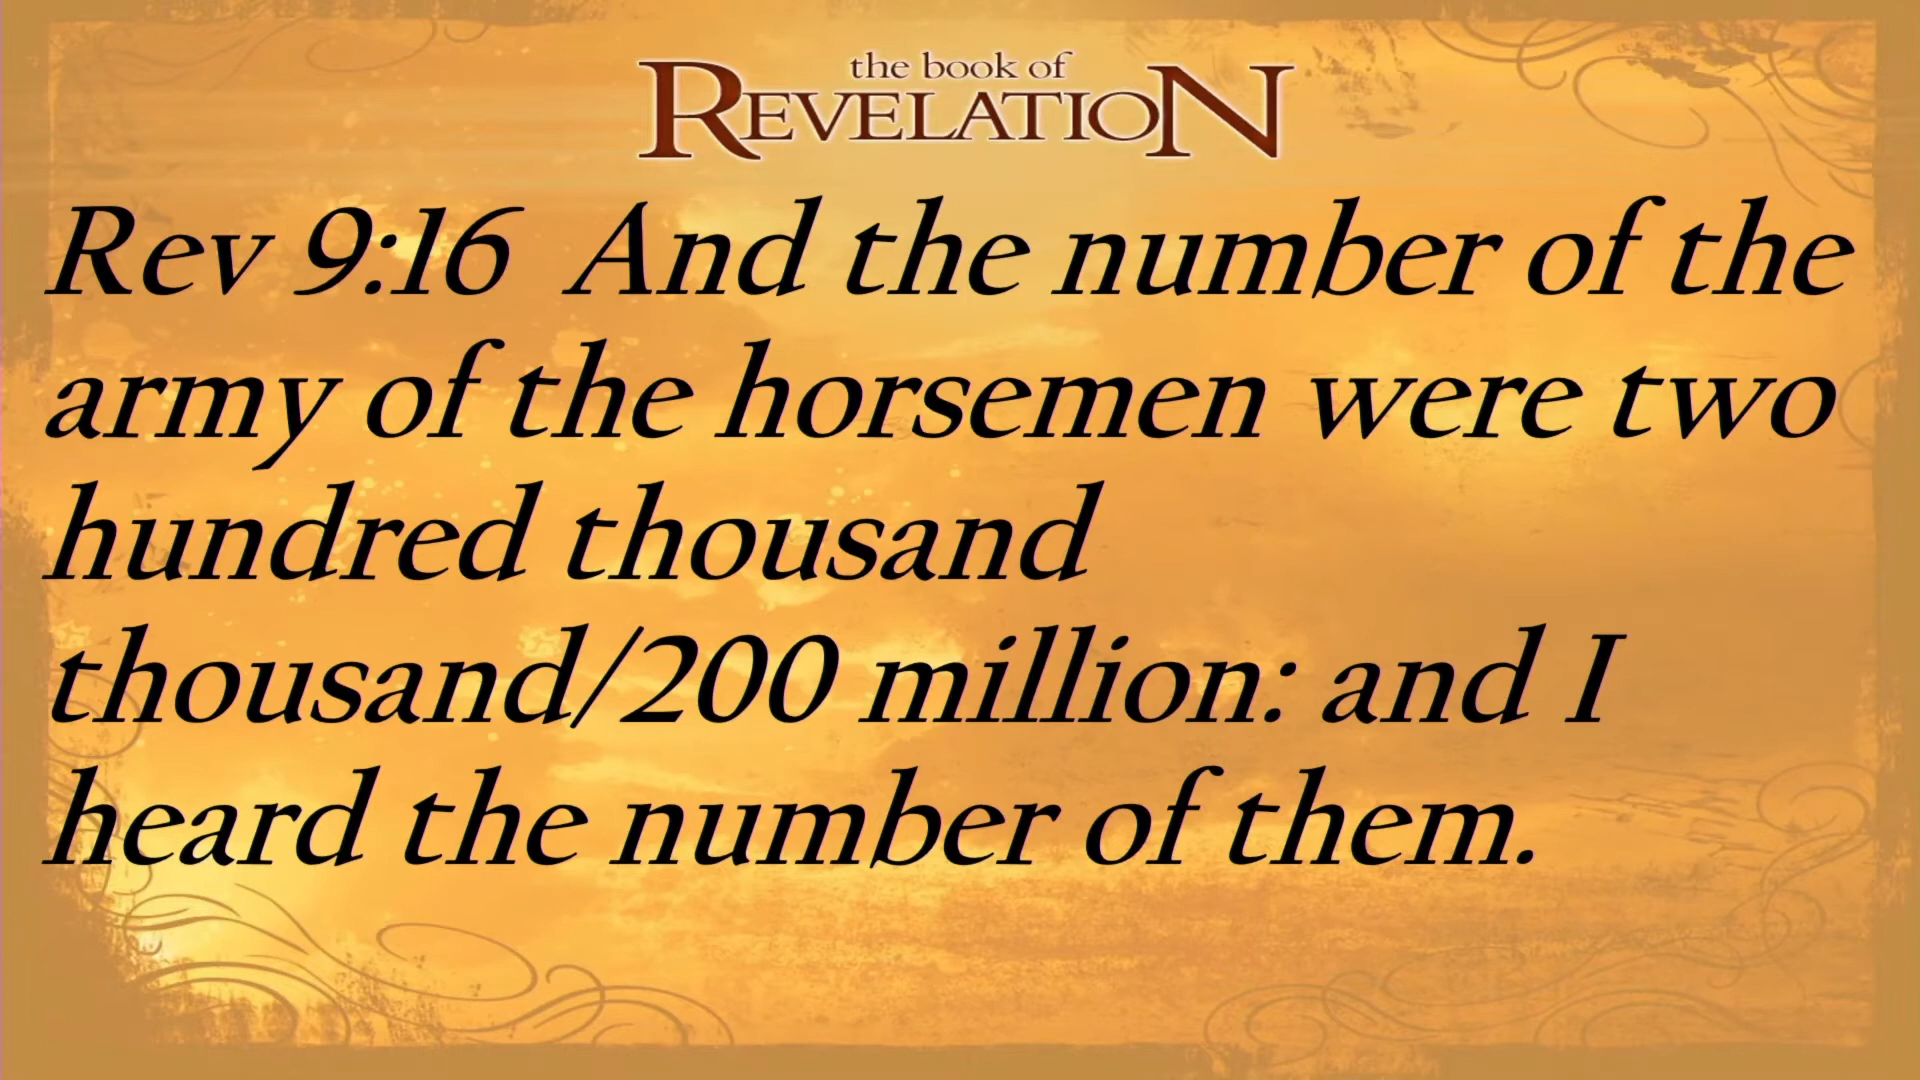 the book of
REVELATION
Rev 9:16 And the number of the
army of the horsemen were two
hundred thousand
thousand/200 million: and I
heard the number of them.